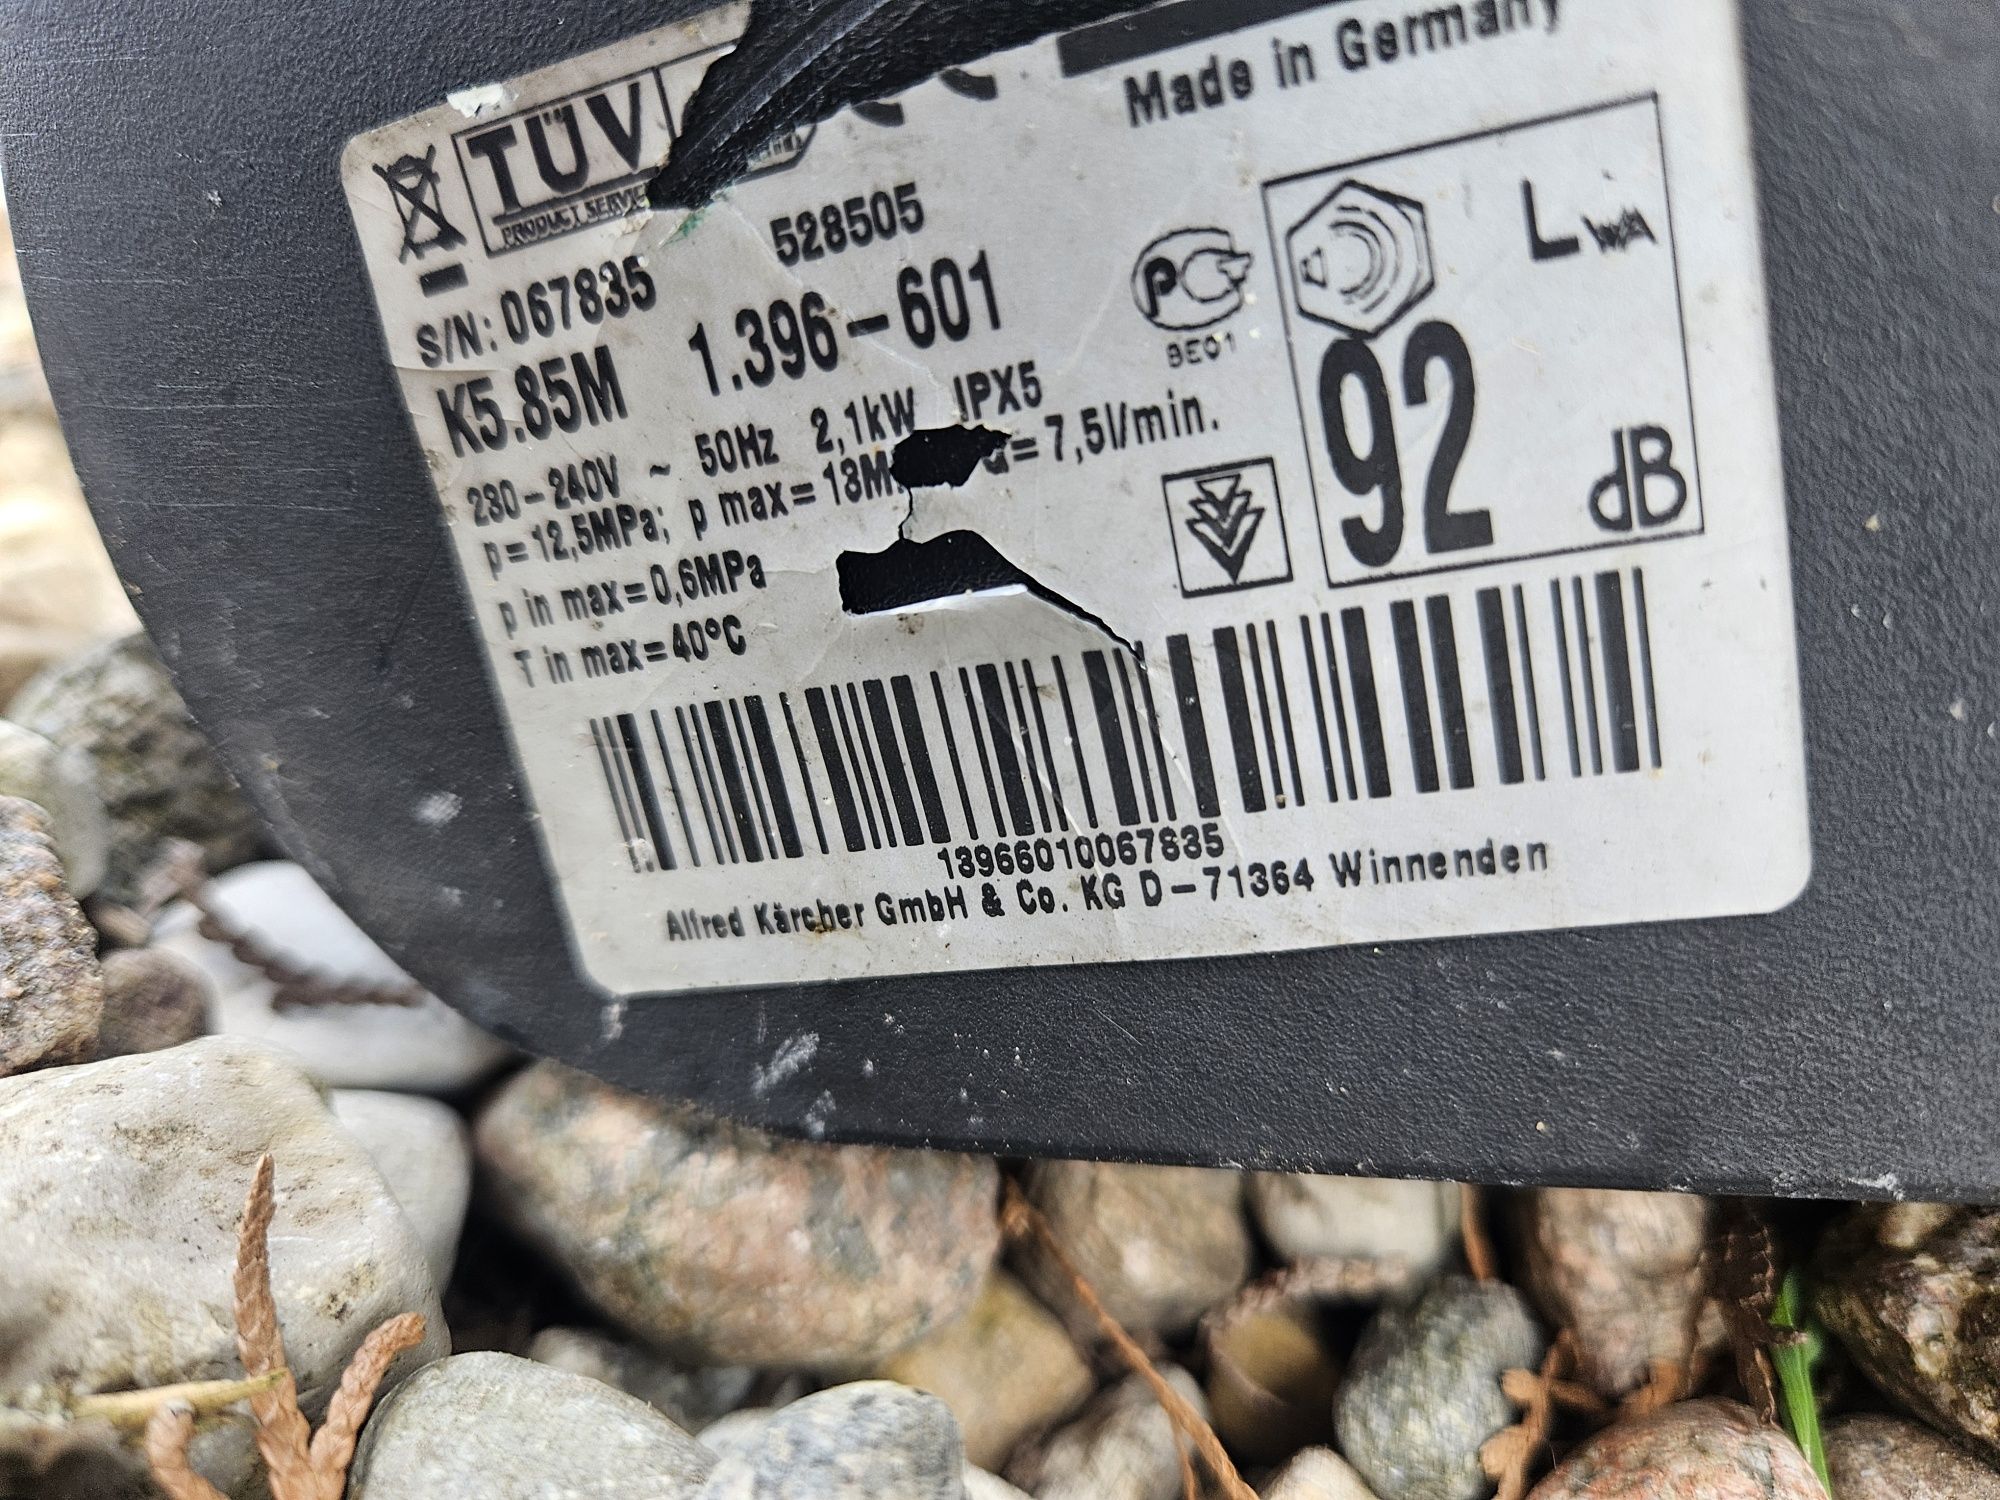 Made in Germany
TÜV
PRODUCT SERVICE
528505
S/N: 067835
K5.85M 1.396-601
BE01
LWA
92 dB
230-240V ~ 50Hz 2,1kW IPX5
p=12,5MPa; p max=13M =7,5l/min.
p in max=0,6MPa
T in max=40°C
13966010067835
Alfred Kärcher GmbH & Co. KG D-71364 Winnenden